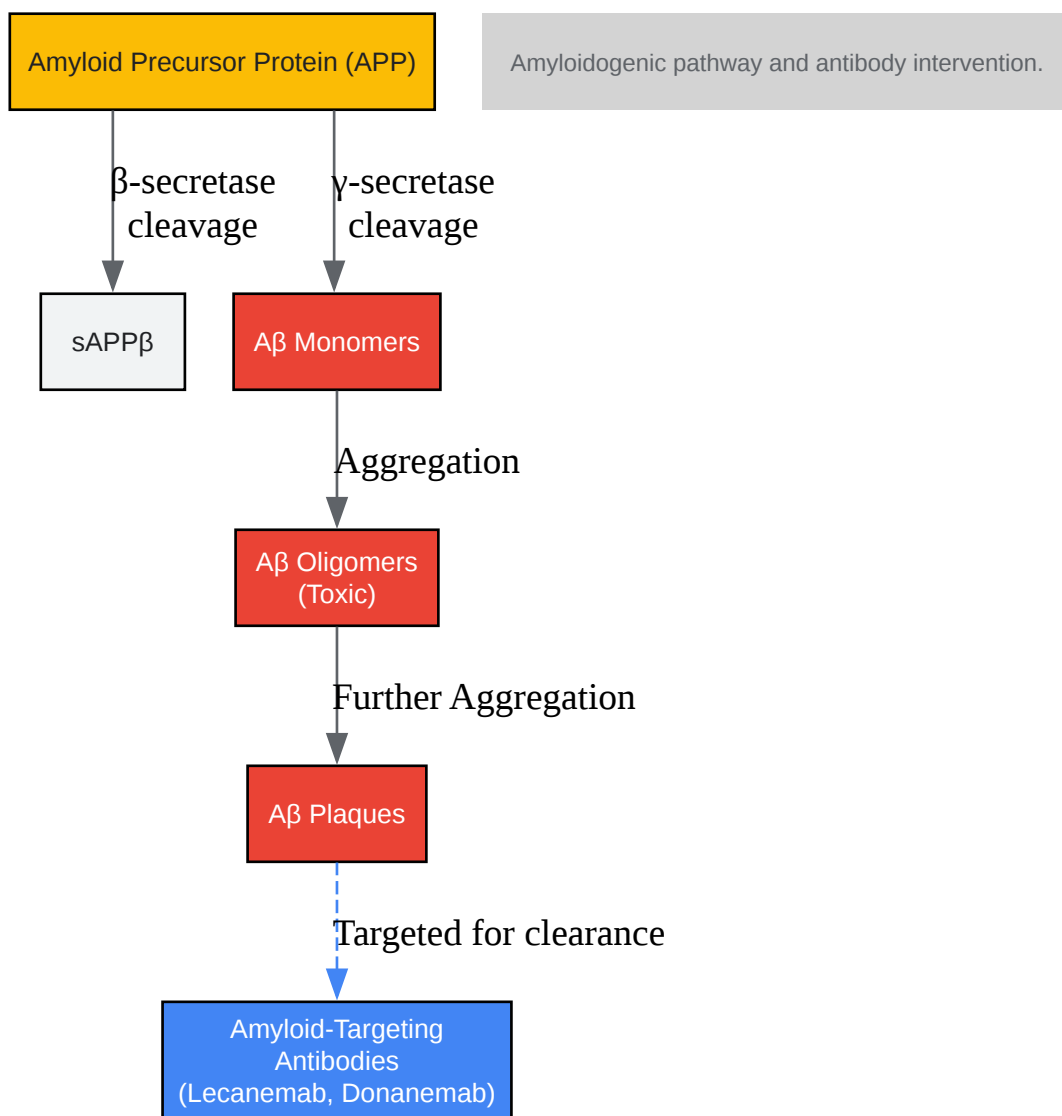 Amyloid Precursor Protein (APP)
Amyloidogenic pathway and antibody intervention.
β-secretase
cleavage
γ-secretase
cleavage
sAPPβ
Aβ Monomers
Aggregation
Aβ Oligomers
(Toxic)
Further Aggregation
Aβ Plaques
Targeted for clearance
Amyloid-Targeting
Antibodies
(Lecanemab, Donanemab)